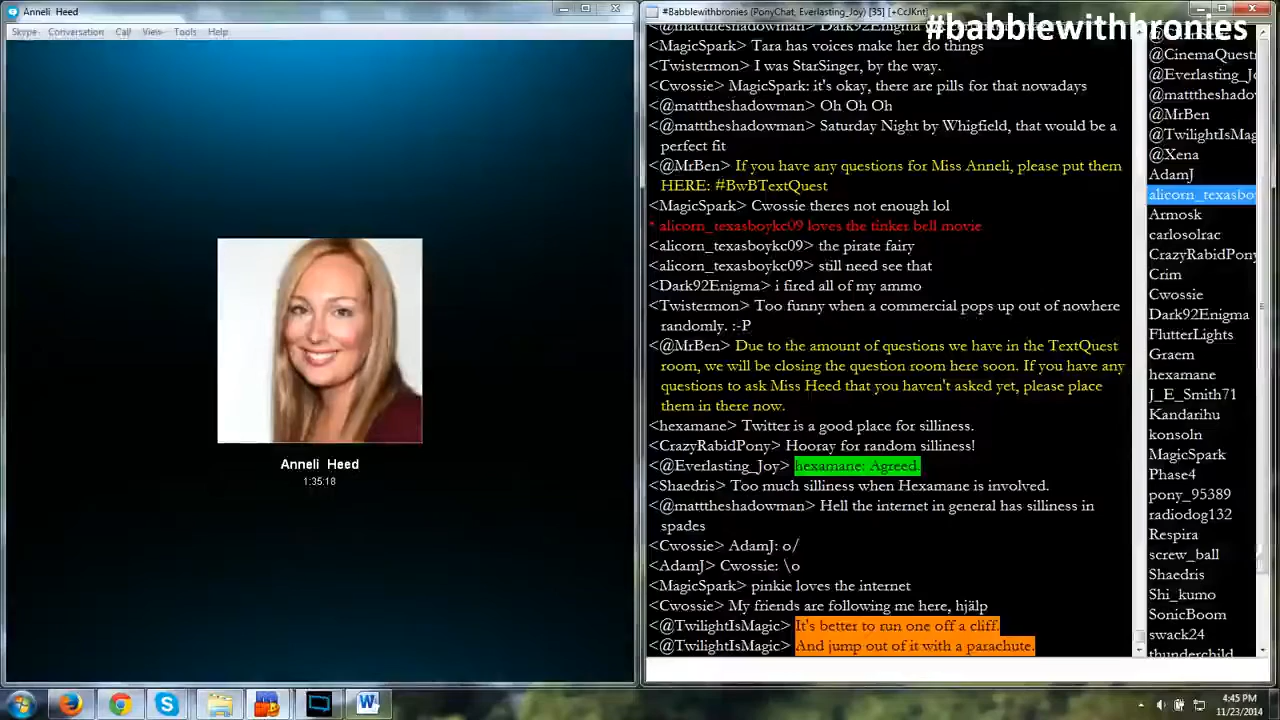 Anneli Heed
Skype Conversation Call View Tools Help
Anneli Heed
1:35:18
#Babblewithbronies (PonyChat, Everlasting_Joy) [35] [+CcJKnt]
#babblewithbronies
<MagicSpark> Tara has voices make her do things
<Twistermon> I was StarSinger, by the way.
<Cwossie> MagicSpark: it's okay, there are pills for that nowadays
<@matttheshadowman> Oh Oh Oh
<@matttheshadowman> Saturday Night by Whigfield, that would be a
perfect fit
<@MrBen> If you have any questions for Miss Anneli, please put them
HERE: #BwBTextQuest
<MagicSpark> Cwossie theres not enough lol
* alicorn_texasboykc09 loves the tinker bell movie
<alicorn_texasboykc09> the pirate fairy
<alicorn_texasboykc09> still need see that
<Dark92Enigma> i fired all of my ammo
<Twistermon> Too funny when a commercial pops up out of nowhere
randomly. :-P
<@MrBen> Due to the amount of questions we have in the TextQuest
room, we will be closing the question room here soon. If you have any
questions to ask Miss Heed that you haven't asked yet, please place
them in there now.
<hexamane> Twitter is a good place for silliness.
<CrazyRabidPony> Hooray for random silliness!
<@Everlasting_Joy> hexamane: Agreed.
<Shaedris> Too much silliness when Hexamane is involved.
<@matttheshadowman> Hell the internet in general has silliness in
spades
<Cwossie> AdamJ: o/
<AdamJ> Cwossie: \o
<MagicSpark> pinkie loves the internet
<Cwossie> My friends are following me here, hjälp
<@TwilightIsMagic> It's better to run one off a cliff.
<@TwilightIsMagic> And jump out of it with a parachute.
@CinemaQuest
@Everlasting_Jo
@matttheshado
@MrBen
@TwilightIsMag
@Xena
AdamJ
alicorn_texasbo
Armosk
carlosolrac
CrazyRabidPony
Crim
Cwossie
Dark92Enigma
FlutterLights
Graem
hexamane
J_E_Smith71
Kandarihu
konsoln
MagicSpark
Phase4
pony_95389
radiodog132
Respira
screw_ball
Shaedris
Shi_kumo
SonicBoom
swack24
thunderchild
4:45 PM
11/23/2014